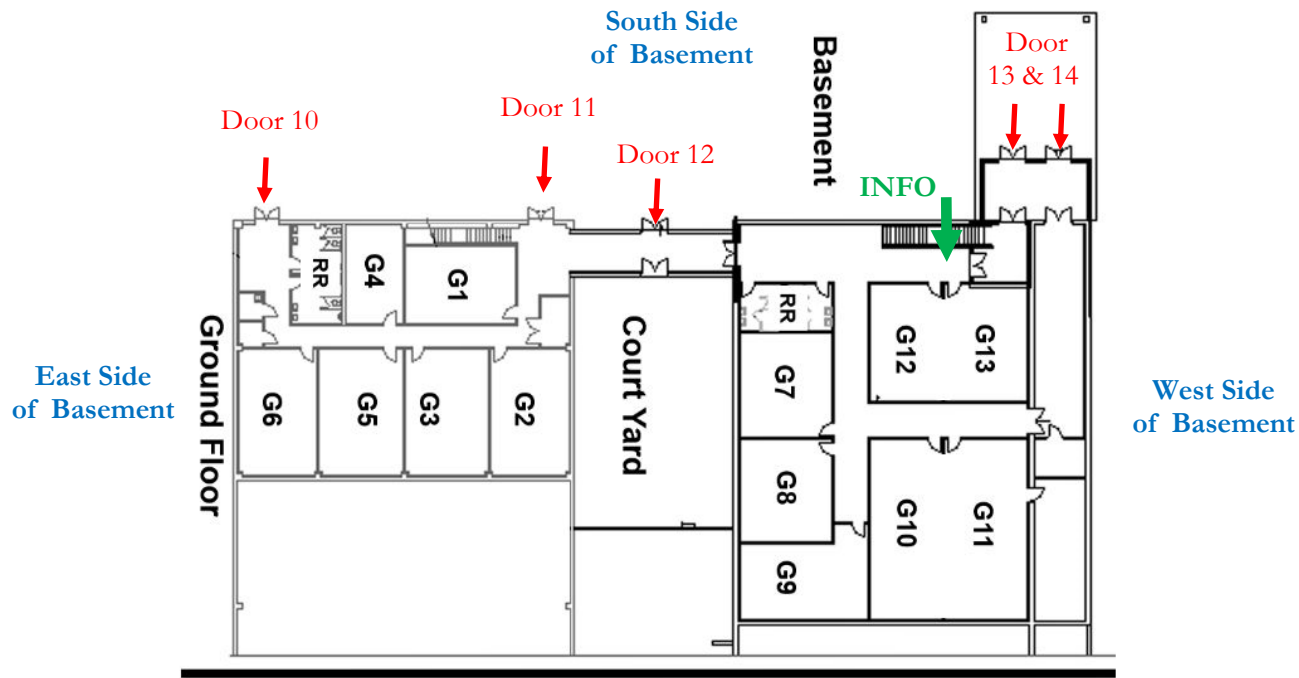 South Side
of Basement
Basement
Door
13 & 14
Door 10
Door 11
Door 12
INFO
RR
G4
G1
Ground Floor
East Side
of Basement
G6
G5
G3
G2
Court Yard
RR
G7
G12
G13
G8
G10
G11
G9
West Side
of Basement